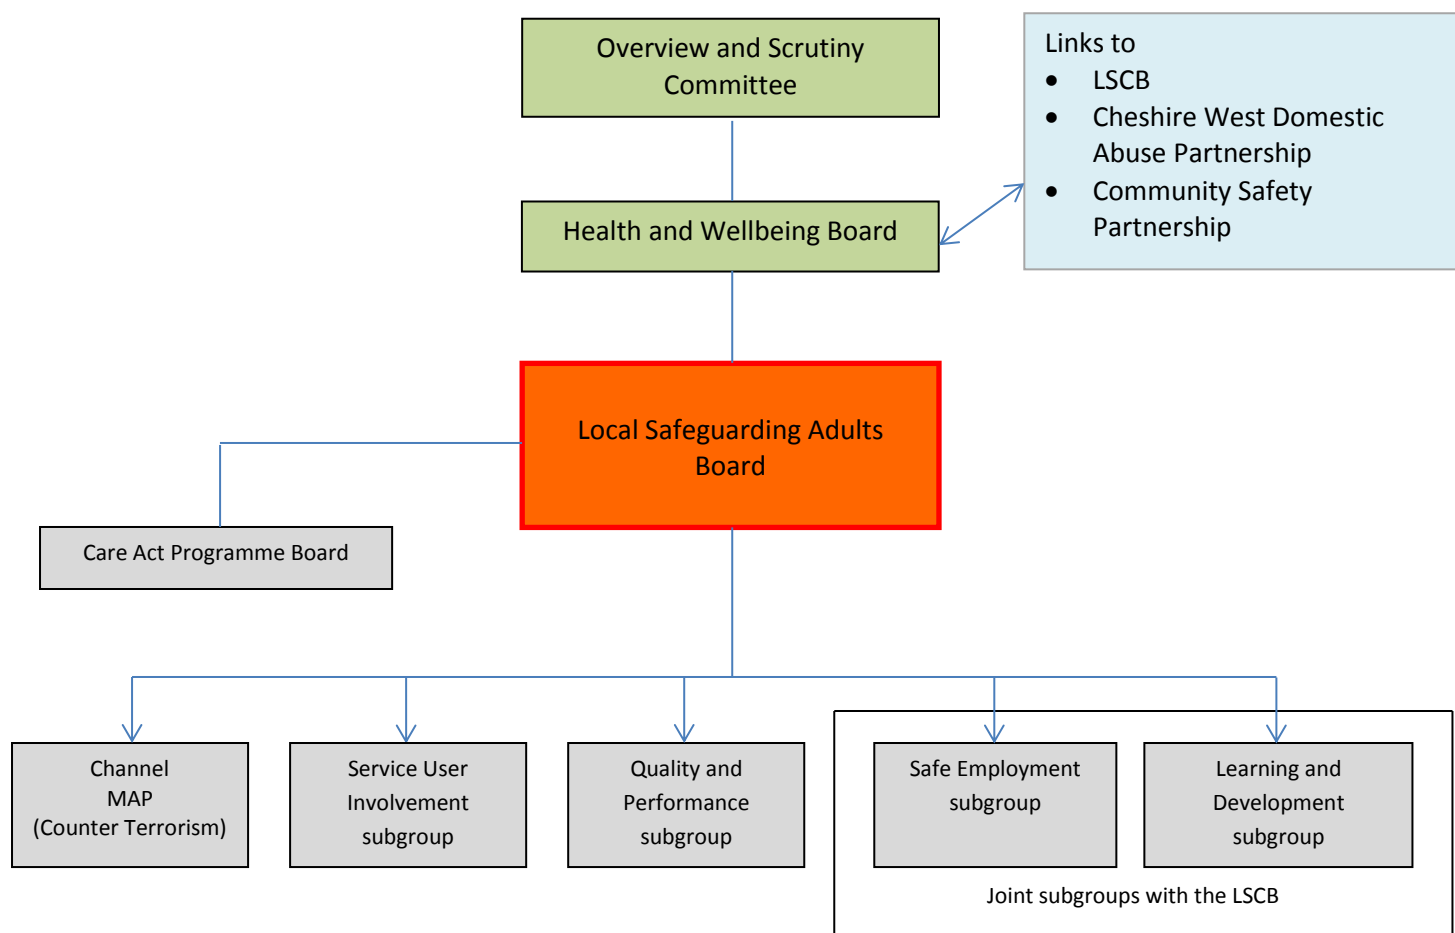 Overview and Scrutiny
Committee
Links to
• LSCB
• Cheshire West Domestic
Abuse Partnership
• Community Safety
Partnership
Health and Wellbeing Board
Local Safeguarding Adults
Board
Care Act Programme Board
Channel
MAP
(Counter Terrorism)
Service User
Involvement
subgroup
Quality and
Performance
subgroup
Safe Employment
subgroup
Learning and
Development
subgroup
Joint subgroups with the LSCB